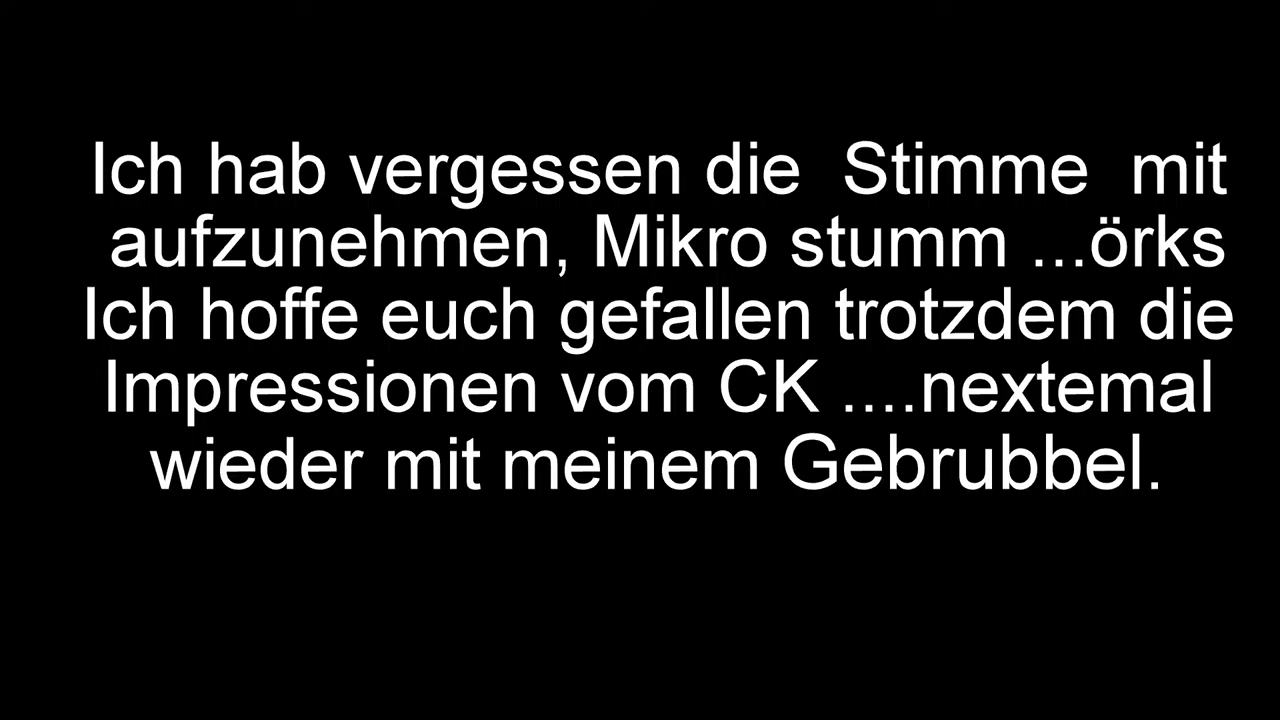 Ich hab vergessen die  Stimme  mit
aufzunehmen, Mikro stumm ...örks
Ich hoffe euch gefallen trotzdem die
Impressionen vom CK ....nextemal
wieder mit meinem Gebrubbel.